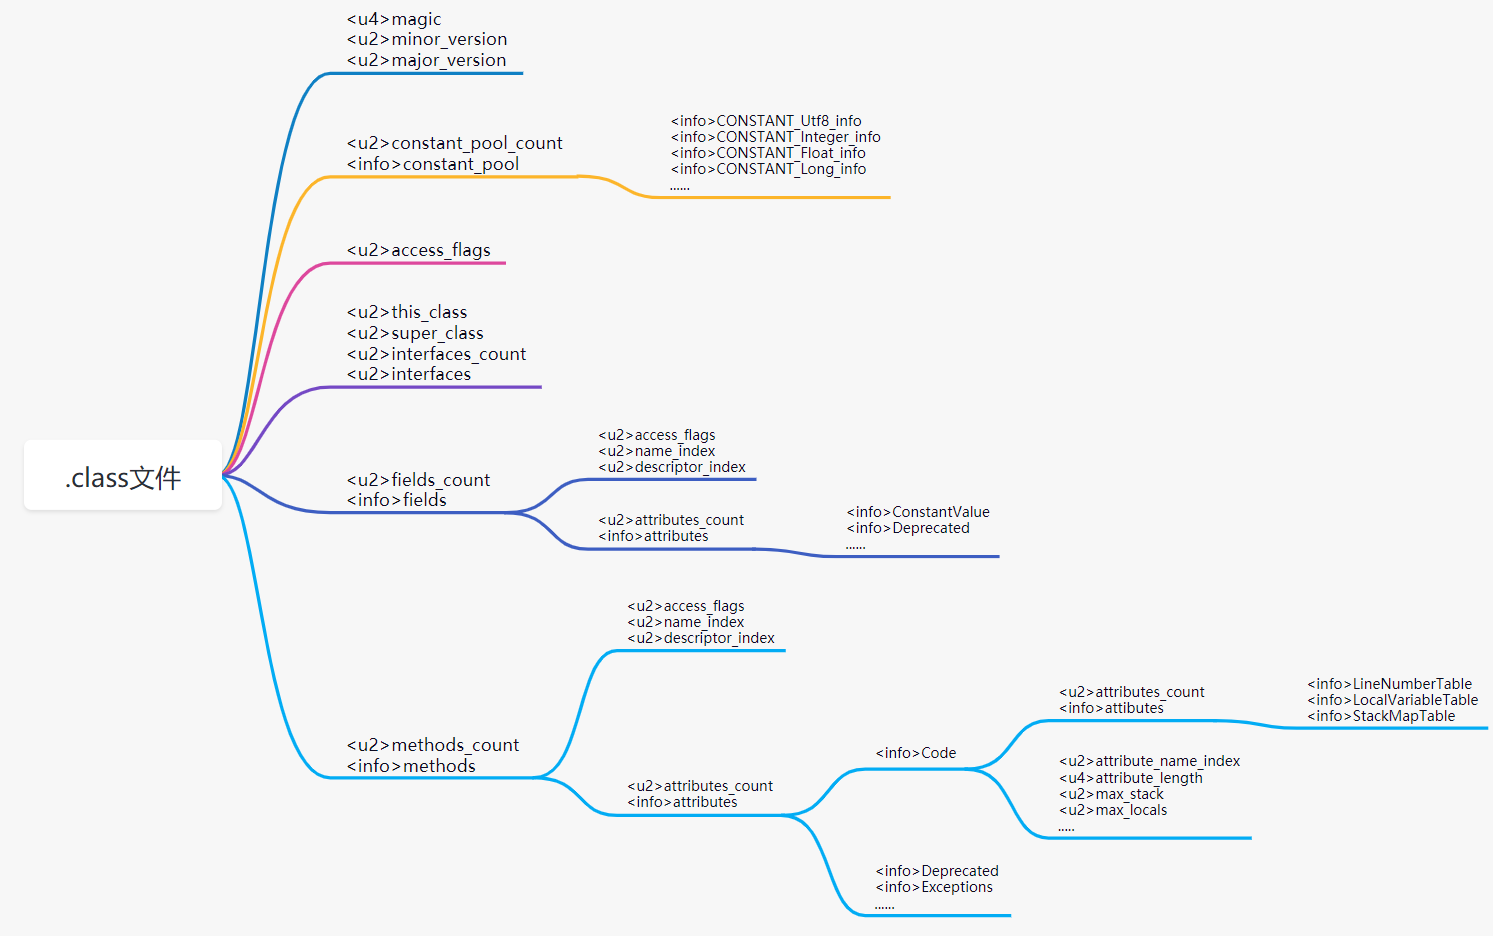 <u4>magic
<u2>minor_version
<u2>major_version
<u2>constant_pool_count
<info>constant_pool
<info>CONSTANT_Utf8_info
<info>CONSTANT_Integer_info
<info>CONSTANT_Float_info
<info>CONSTANT_Long_info
......
<u2>access_flags
<u2>this_class
<u2>super_class
<u2>interfaces_count
<u2>interfaces
.class文件
<u2>fields_count
<info>fields
<u2>access_flags
<u2>name_index
<u2>descriptor_index
<u2>attributes_count
<info>attributes
<info>ConstantValue
<info>Deprecated
......
<u2>methods_count
<info>methods
<u2>access_flags
<u2>name_index
<u2>descriptor_index
<u2>attributes_count
<info>attributes
<info>Code
<u2>attributes_count
<info>attibutes
<info>LineNumberTable
<info>LocalVariableTable
<info>StackMapTable
<u2>attribute_name_index
<u4>attribute_length
<u2>max_stack
<u2>max_locals
.....
<info>Deprecated
<info>Exceptions
......